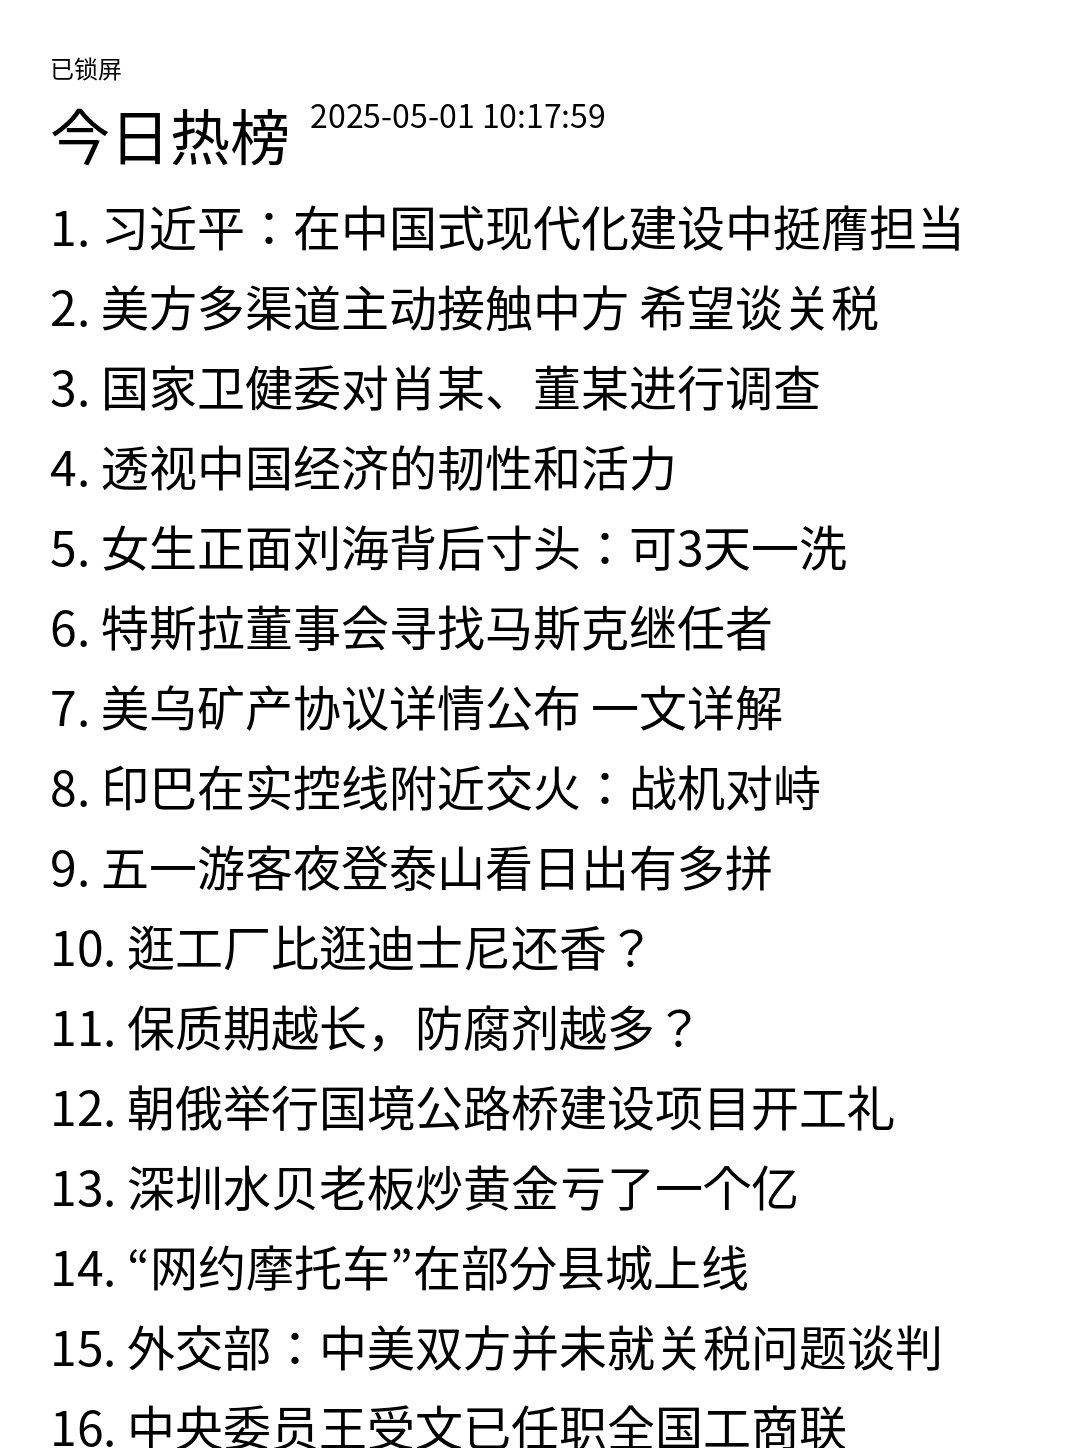 已锁屏
今日热榜 2025-05-01 10:17:59
1. 习近平：在中国式现代化建设中挺膺担当
2. 美方多渠道主动接触中方 希望谈关税
3. 国家卫健委对肖某、董某进行调查
4. 透视中国经济的韧性和活力
5. 女生正面刘海背后寸头：可3天一洗
6. 特斯拉董事会寻找马斯克继任者
7. 美乌矿产协议详情公布 一文详解
8. 印巴在实控线附近交火：战机对峙
9. 五一游客夜登泰山看日出有多拼
10. 逛工厂比逛迪士尼还香？
11. 保质期越长，防腐剂越多？
12. 朝俄举行国境公路桥建设项目开工礼
13. 深圳水贝老板炒黄金亏了一个亿
14. “网约摩托车”在部分县城上线
15. 外交部：中美双方并未就关税问题谈判
16. 中央委员王受文已任职全国工商联